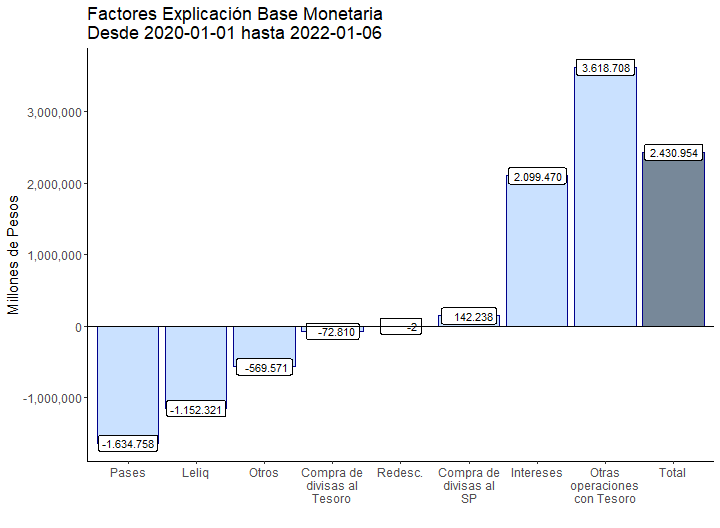 Factores Explicación Base Monetaria
Desde 2020-01-01 hasta 2022-01-06
Millones de Pesos
3,000,000
2,000,000
1,000,000
0
-1,000,000
-1.634.758
-1.152.321
-569.571
-72.810
-2
142.238
2.099.470
3.618.708
2.430.954
Pases
Leliq
Otros
Compra de
divisas al
Tesoro
Redesc.
Compra de
divisas al
SP
Intereses
Otras
operaciones
con Tesoro
Total